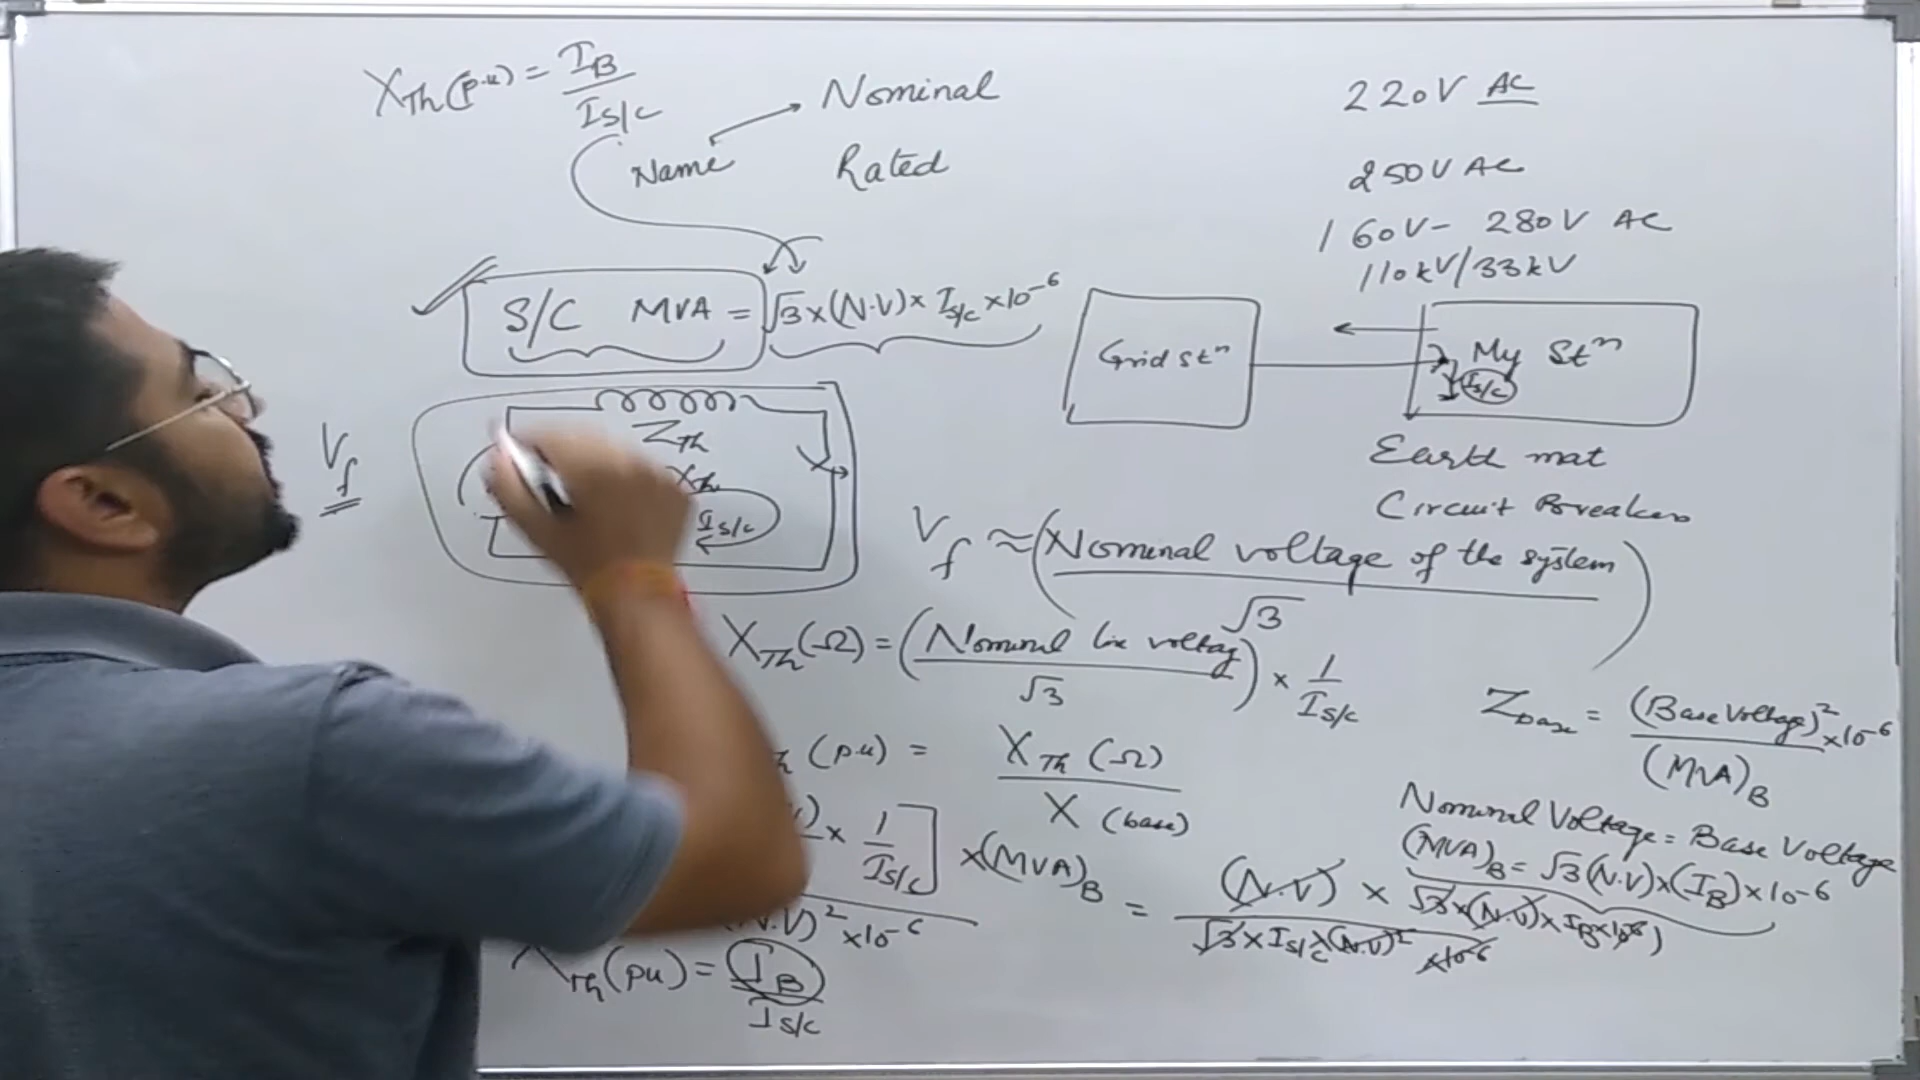 X_Th(p.u) = I_B / I_S/C
Name → Nominal
Rated
S/C MVA = √3 × (N.V) × I_S/C × 10^-6
Z_Th
X_Th
I_S/C
V_f
220V AC
250V AC
160V - 280V AC
110kV/33kV
Grid Stn
My Stn
I_S/C
Earth mat
Circuit Breakers
V_f ≈ (Nominal voltage of the system / √3)
X_Th(Ω) = (Nominal line voltag / √3) × 1 / I_S/C
Z_base = (Base Voltage)^2 × 10^-6 / (MVA)_B
(p.u) = X_Th (Ω) / X (base)
Nominal Voltage = Base Voltage
(MVA)_B = √3 (N.V) × (I_B) × 10^-6
× 1 / I_S/C] × (MVA)_B = (N.V) × √3 × (N.V) × I_B × 10^-6) / √3 × I_S/C × (N.V)^2 × 10^-6
(N.V)^2 × 10^-6
X_Th(pu) = I_B / I_S/C